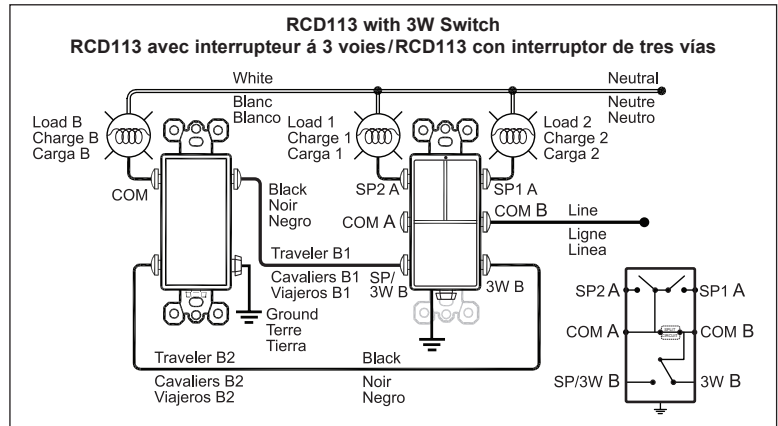 RCD113 with 3W Switch
RCD113 avec interrupteur á 3 voies/RCD113 con interruptor de tres vías
White
Blanc
Blanco
Neutral
Neutre
Neutro
Load B
Charge B
Carga B
Load 1
Charge 1
Carga 1
Load 2
Charge 2
Carga 2
COM
Black
Noir
Negro
SP2 A
SP1 A
COM A
COM B
Line
Ligne
Linea
Traveler B1
Cavaliers B1
Viajeros B1
SP/
3W B
3W B
Ground
Terre
Tierra
Traveler B2
Cavaliers B2
Viajeros B2
Black
Noir
Negro
SP2 A
SP1 A
COM A
SPLIT
CIRCUIT
COM B
SP/3W B
3W B